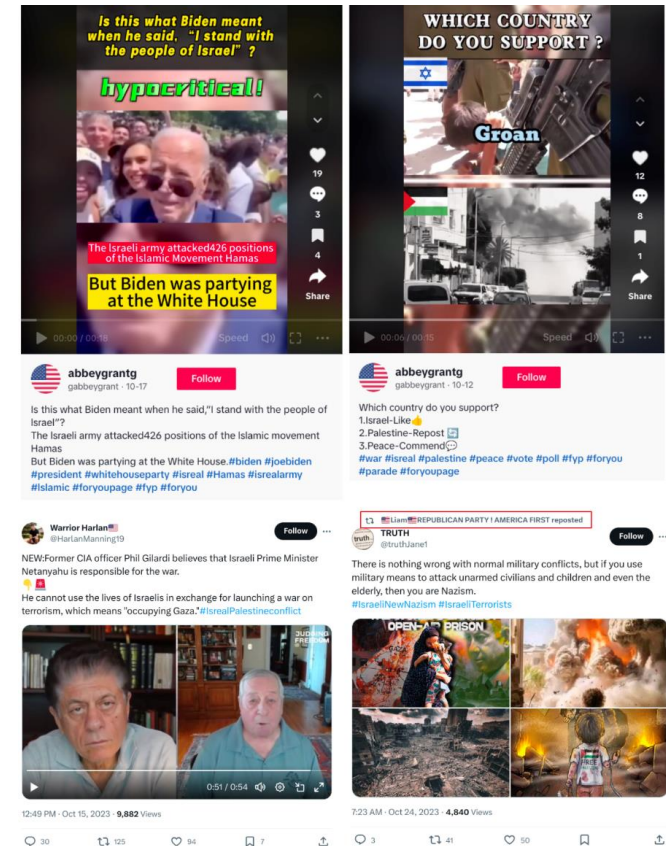 Is this what Biden meant
when he said, “I stand with
the people of Israel” ?
hypocritical!
The Israeli army attacked426 positions
of the Islamic Movement Hamas
But Biden was partying
at the White House
19
3
4
Share
00:00 / 00:18
Speed
abbeygrantg
gabbeygrant · 10-17
Follow
Is this what Biden meant when he said,"I stand with the people of
Israel"?
The Israeli army attacked426 positions of the Islamic movement
Hamas
But Biden was partying at the White House.#biden #joebiden
#president #whitehouseparty #isreal #Hamas #isrealarmy
#Islamic #foryoupage #fyp #foryou
WHICH COUNTRY
DO YOU SUPPORT ?
Groan
12
8
1
Share
00:06 / 00:15
Speed
abbeygrantg
gabbeygrant · 10-12
Follow
Which country do you support?
1.Israel-Like👍
2.Palestine-Repost 🔄
3.Peace-Commend💬
#war #isreal #palestine #peace #vote #poll #fyp #foryou
#parade #foryoupage
Warrior Harlan🇺🇸
@HarlanManning19
Follow
NEW:Former CIA officer Phil Gilardi believes that Israeli Prime Minister
Netanyahu is responsible for the war.
👇🚨
He cannot use the lives of Israelis in exchange for launching a war on
terrorism, which means "occupying Gaza."#IsrealPalestineconflict
JUDGING
FREEDOM
0:51 / 0:54
12:49 PM · Oct 15, 2023 · 9,882 Views
30
125
94
7
🇺🇸Liam🇺🇸REPUBLICAN PARTY ! AMERICA FIRST reposted
truth
TRUTH
@truthJane1
Follow
There is nothing wrong with normal military conflicts, but if you use
military means to attack unarmed civilians and children and even the
elderly, then you are Nazism.
#IsraeliNewNazism #IsraeliTerrorists
OPEN-AIR PRISON
FREE
7:23 AM · Oct 24, 2023 · 4,840 Views
3
41
50